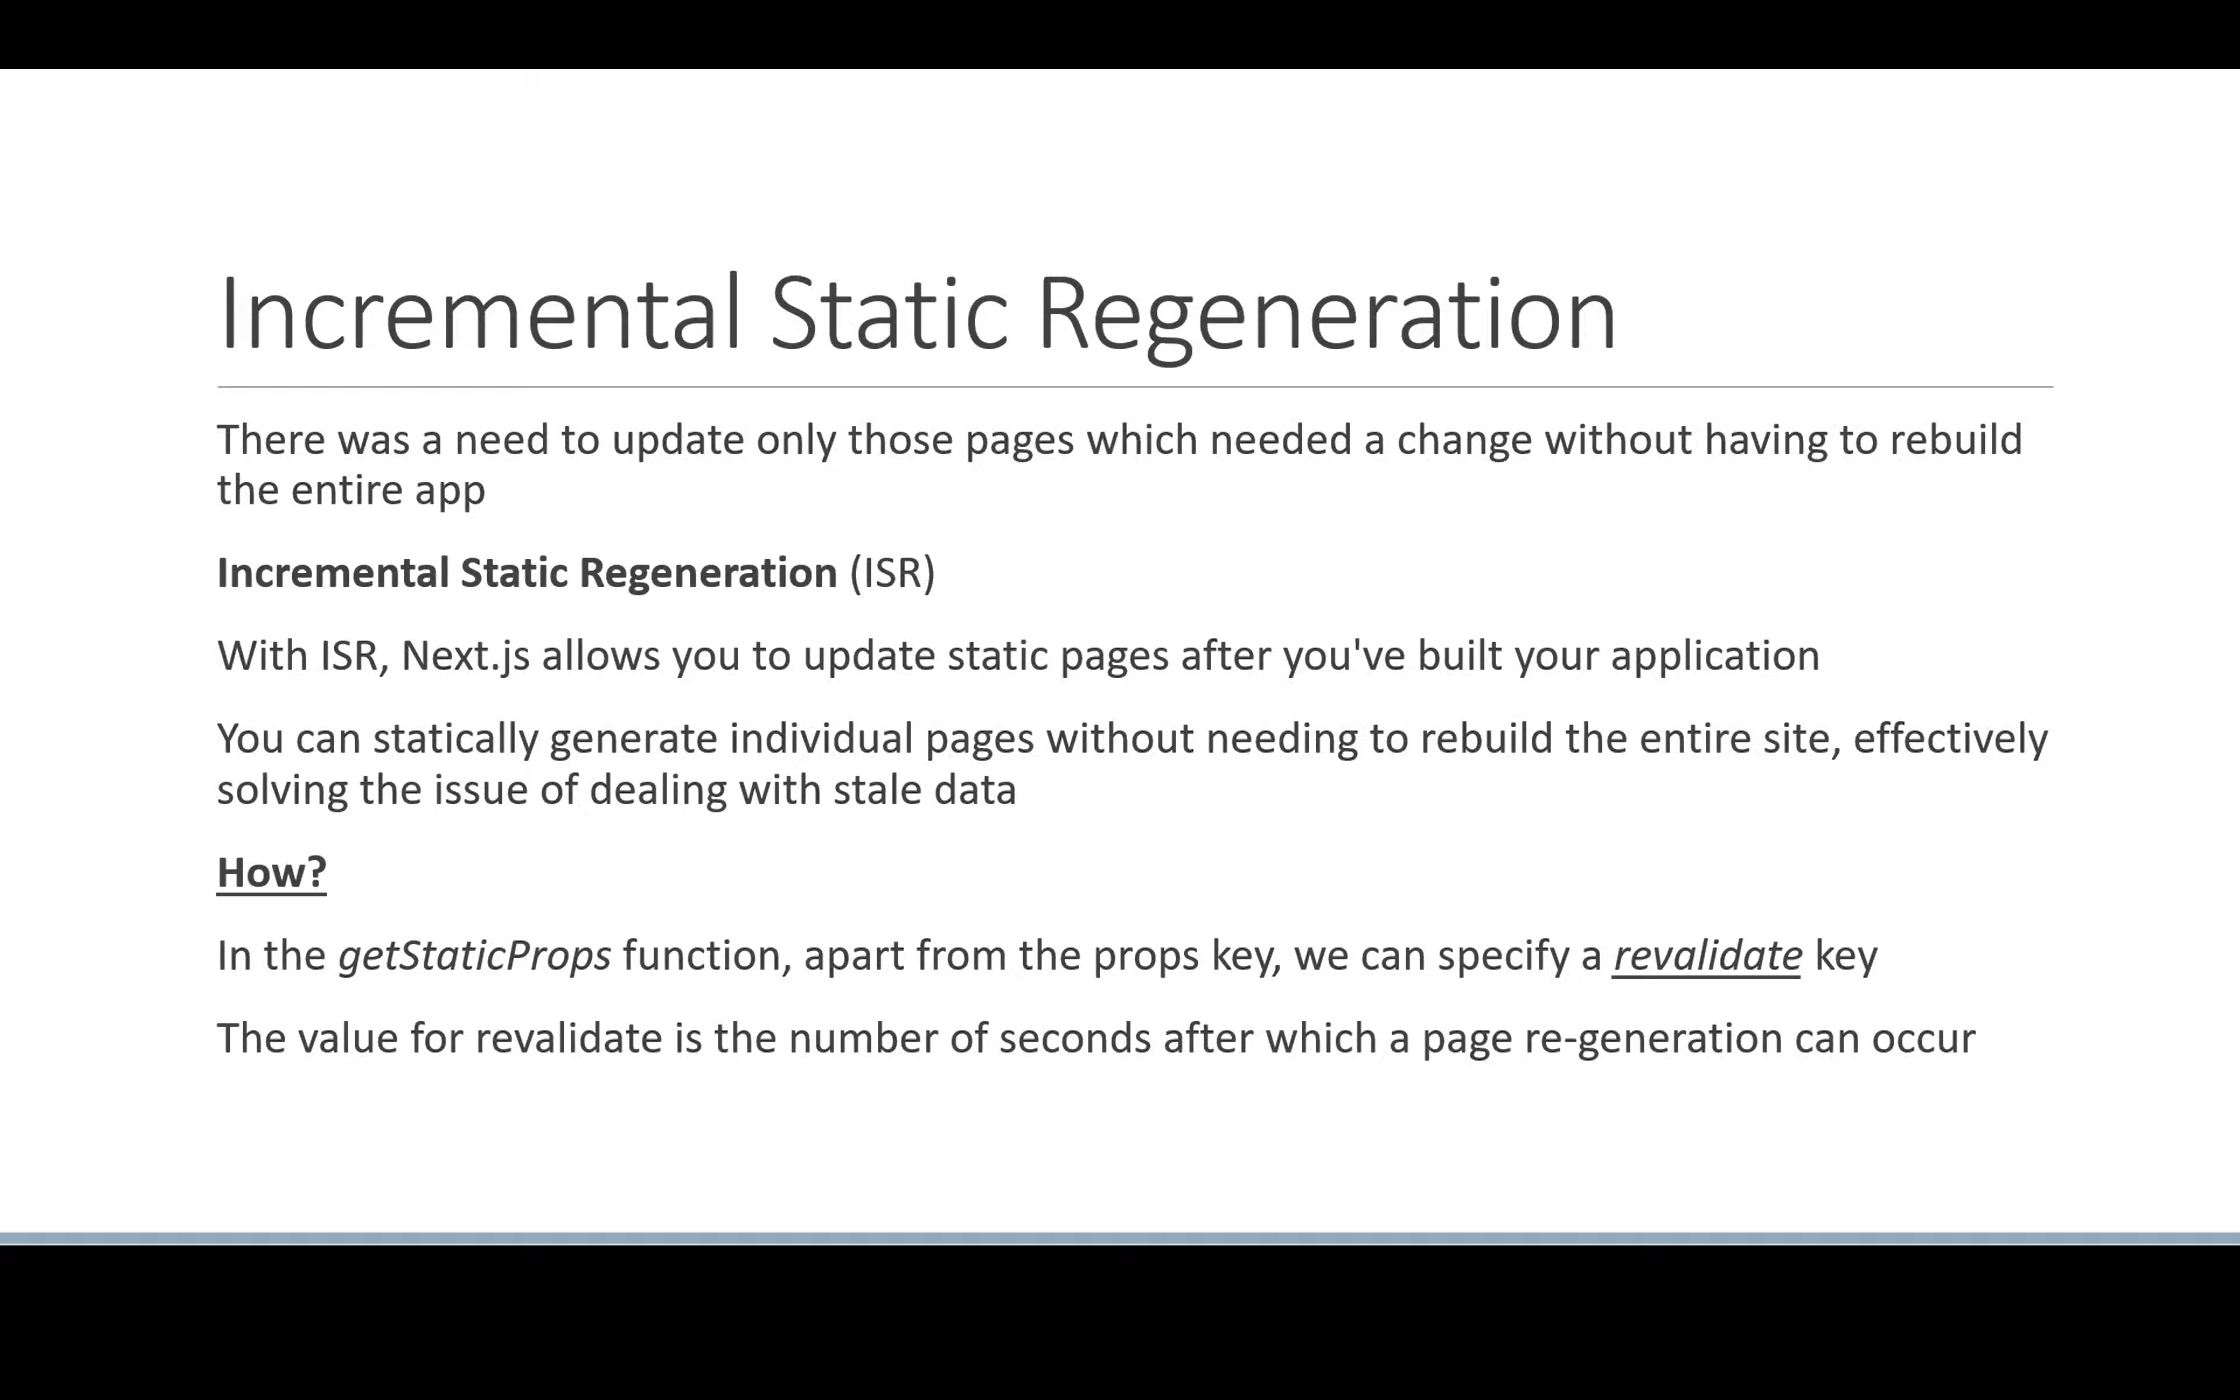 Incremental Static Regeneration
There was a need to update only those pages which needed a change without having to rebuild
the entire app
Incremental Static Regeneration (ISR)
With ISR, Next.js allows you to update static pages after you've built your application
You can statically generate individual pages without needing to rebuild the entire site, effectively
solving the issue of dealing with stale data
How?
In the getStaticProps function, apart from the props key, we can specify a revalidate key
The value for revalidate is the number of seconds after which a page re-generation can occur